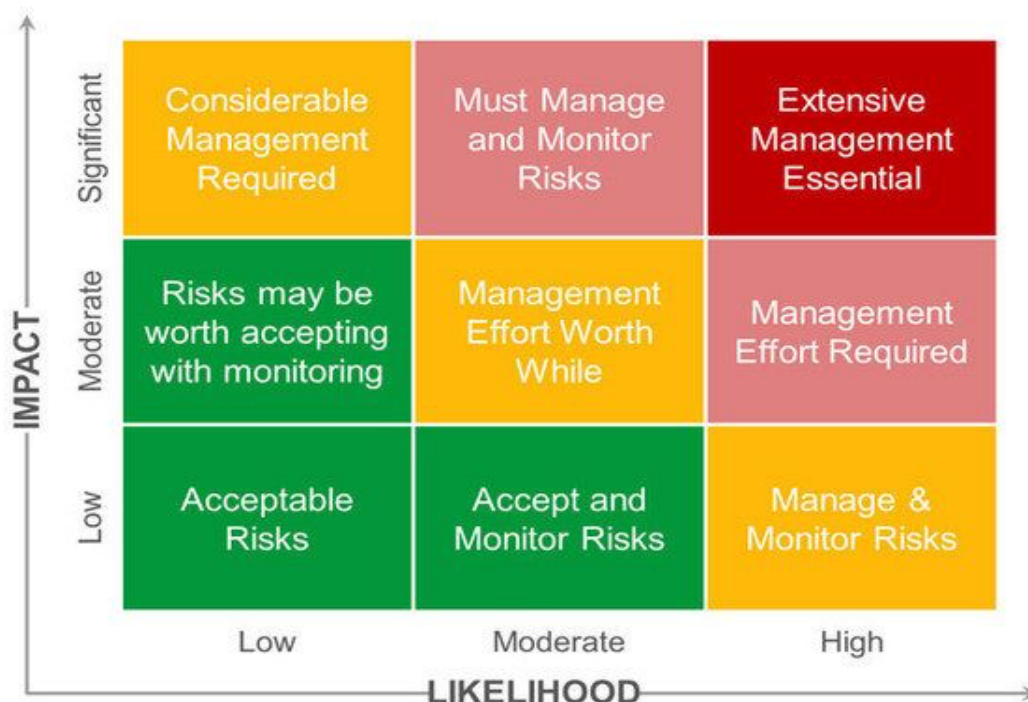 IMPACT
Significant
Considerable
Management
Required
Must Manage
and Monitor
Risks
Extensive
Management
Essential
Moderate
Risks may be
worth accepting
with monitoring
Management
Effort Worth
While
Management
Effort Required
Low
Acceptable
Risks
Accept and
Monitor Risks
Manage &
Monitor Risks
Low
Moderate
High
LIKELIHOOD